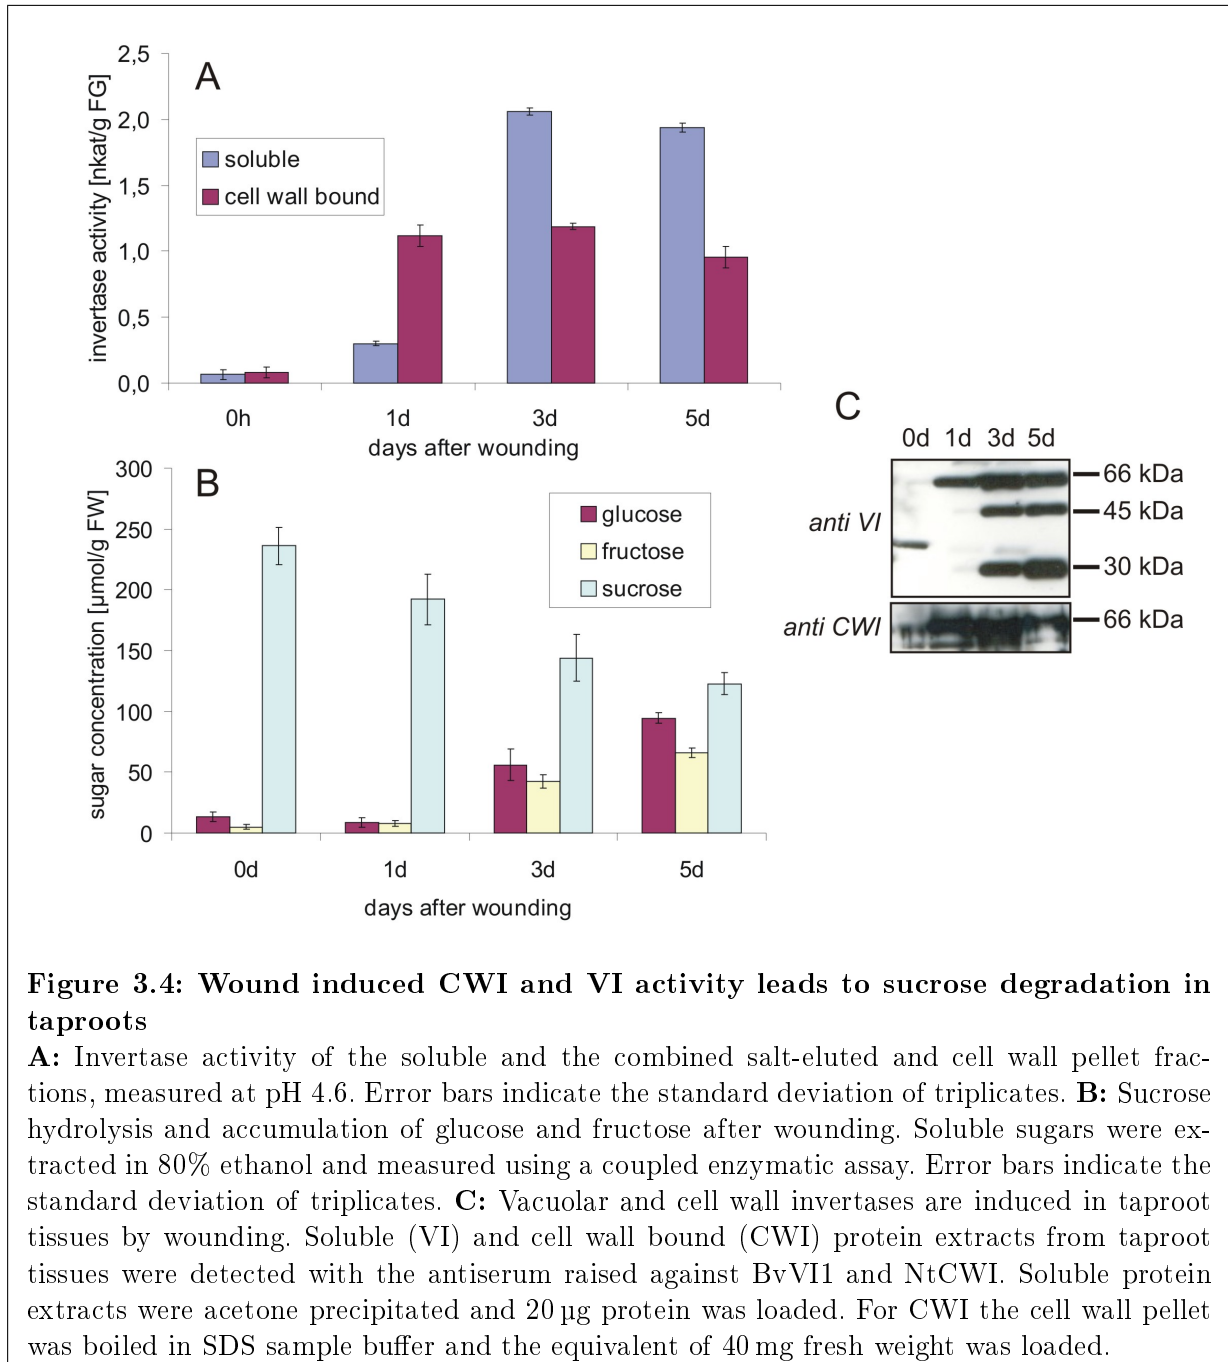 2,5
A
2,0
soluble
1,5
cell wall bound
1,0
0,5
0,0
invertase activity [nkat/g FG]
0h 1d 3d 5d
days after wounding
300
B
250
glucose
fructose
200
sucrose
150
100
50
0
sugar concentration [µmol/g FW]
0d 1d 3d 5d
days after wounding
C
0d 1d 3d 5d
66 kDa
45 kDa
anti VI
30 kDa
66 kDa
anti CWI
Figure 3.4: Wound induced CWI and VI activity leads to sucrose degradation in
taproots
A: Invertase activity of the soluble and the combined salt-eluted and cell wall pellet frac-
tions, measured at pH 4.6. Error bars indicate the standard deviation of triplicates. B: Sucrose
hydrolysis and accumulation of glucose and fructose after wounding. Soluble sugars were ex-
tracted in 80% ethanol and measured using a coupled enzymatic assay. Error bars indicate the
standard deviation of triplicates. C: Vacuolar and cell wall invertases are induced in taproot
tissues by wounding. Soluble (VI) and cell wall bound (CWI) protein extracts from taproot
tissues were detected with the antiserum raised against BvVI1 and NtCWI. Soluble protein
extracts were acetone precipitated and 20 µg protein was loaded. For CWI the cell wall pellet
was boiled in SDS sample buffer and the equivalent of 40 mg fresh weight was loaded.